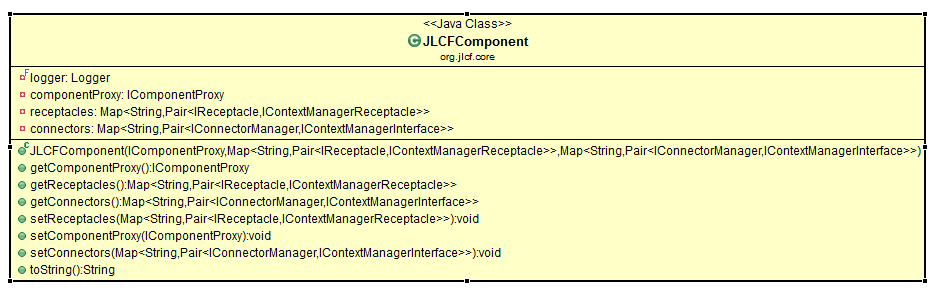 <<Java Class>>
JLCFComponent
org.jlcf.core
logger: Logger
componentProxy: IComponentProxy
receptacles: Map<String,Pair<IReceptacle,IContextManagerReceptacle>>
connectors: Map<String,Pair<IConnectorManager,IContextManagerInterface>>
JLCFComponent(IComponentProxy,Map<String,Pair<IReceptacle,IContextManagerReceptacle>>,Map<String,Pair<IConnectorManager,IContextManagerInterface>>)
getComponentProxy():IComponentProxy
getReceptacles():Map<String,Pair<IReceptacle,IContextManagerReceptacle>>
getConnectors():Map<String,Pair<IConnectorManager,IContextManagerInterface>>
setReceptacles(Map<String,Pair<IReceptacle,IContextManagerReceptacle>>):void
setComponentProxy(IComponentProxy):void
setConnectors(Map<String,Pair<IConnectorManager,IContextManagerInterface>>):void
toString():String